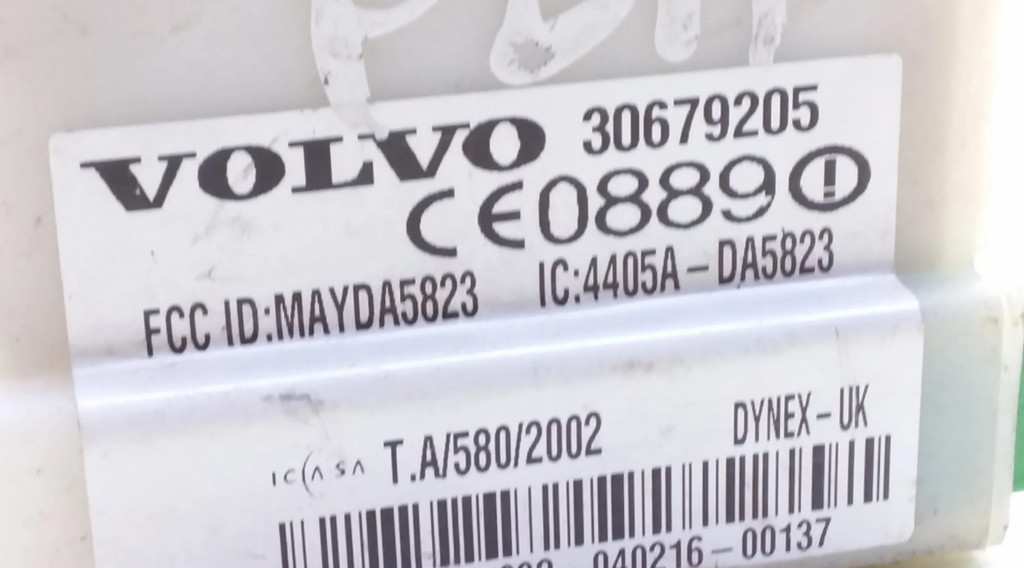 VOLVO 30679205
CE0889
FCC ID:MAYDA5823 IC:4405A-DA5823
ICASA T.A/580/2002 DYNEX-UK
040216-00137